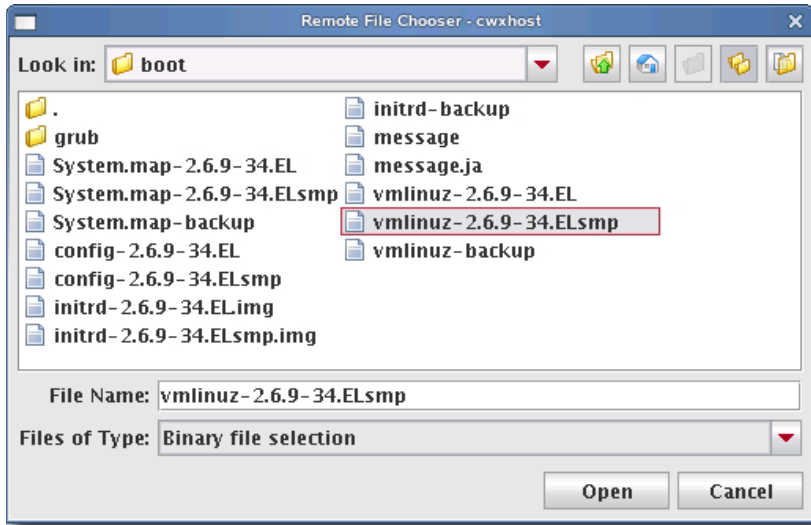 Remote File Chooser - cwxhost
Look in: boot
.
grub
System.map-2.6.9-34.EL
System.map-2.6.9-34.ELsmp
System.map-backup
config-2.6.9-34.EL
config-2.6.9-34.ELsmp
initrd-2.6.9-34.EL.img
initrd-2.6.9-34.ELsmp.img
initrd-backup
message
message.ja
vmlinuz-2.6.9-34.EL
vmlinuz-2.6.9-34.ELsmp
vmlinuz-backup
File Name: vmlinuz-2.6.9-34.ELsmp
Files of Type: Binary file selection
Open Cancel